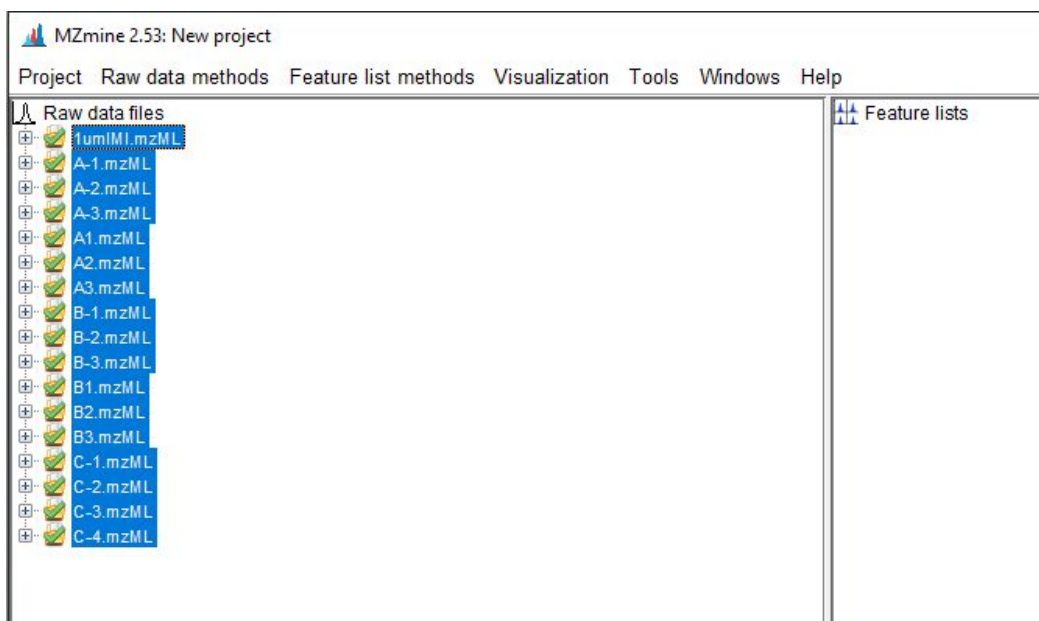 MZmine 2.53: New project
Project Raw data methods Feature list methods Visualization Tools Windows Help
Raw data files
Feature lists
1umIMI.mzML
A-1.mzML
A-2.mzML
A-3.mzML
A1.mzML
A2.mzML
A3.mzML
B-1.mzML
B-2.mzML
B-3.mzML
B1.mzML
B2.mzML
B3.mzML
C-1.mzML
C-2.mzML
C-3.mzML
C-4.mzML